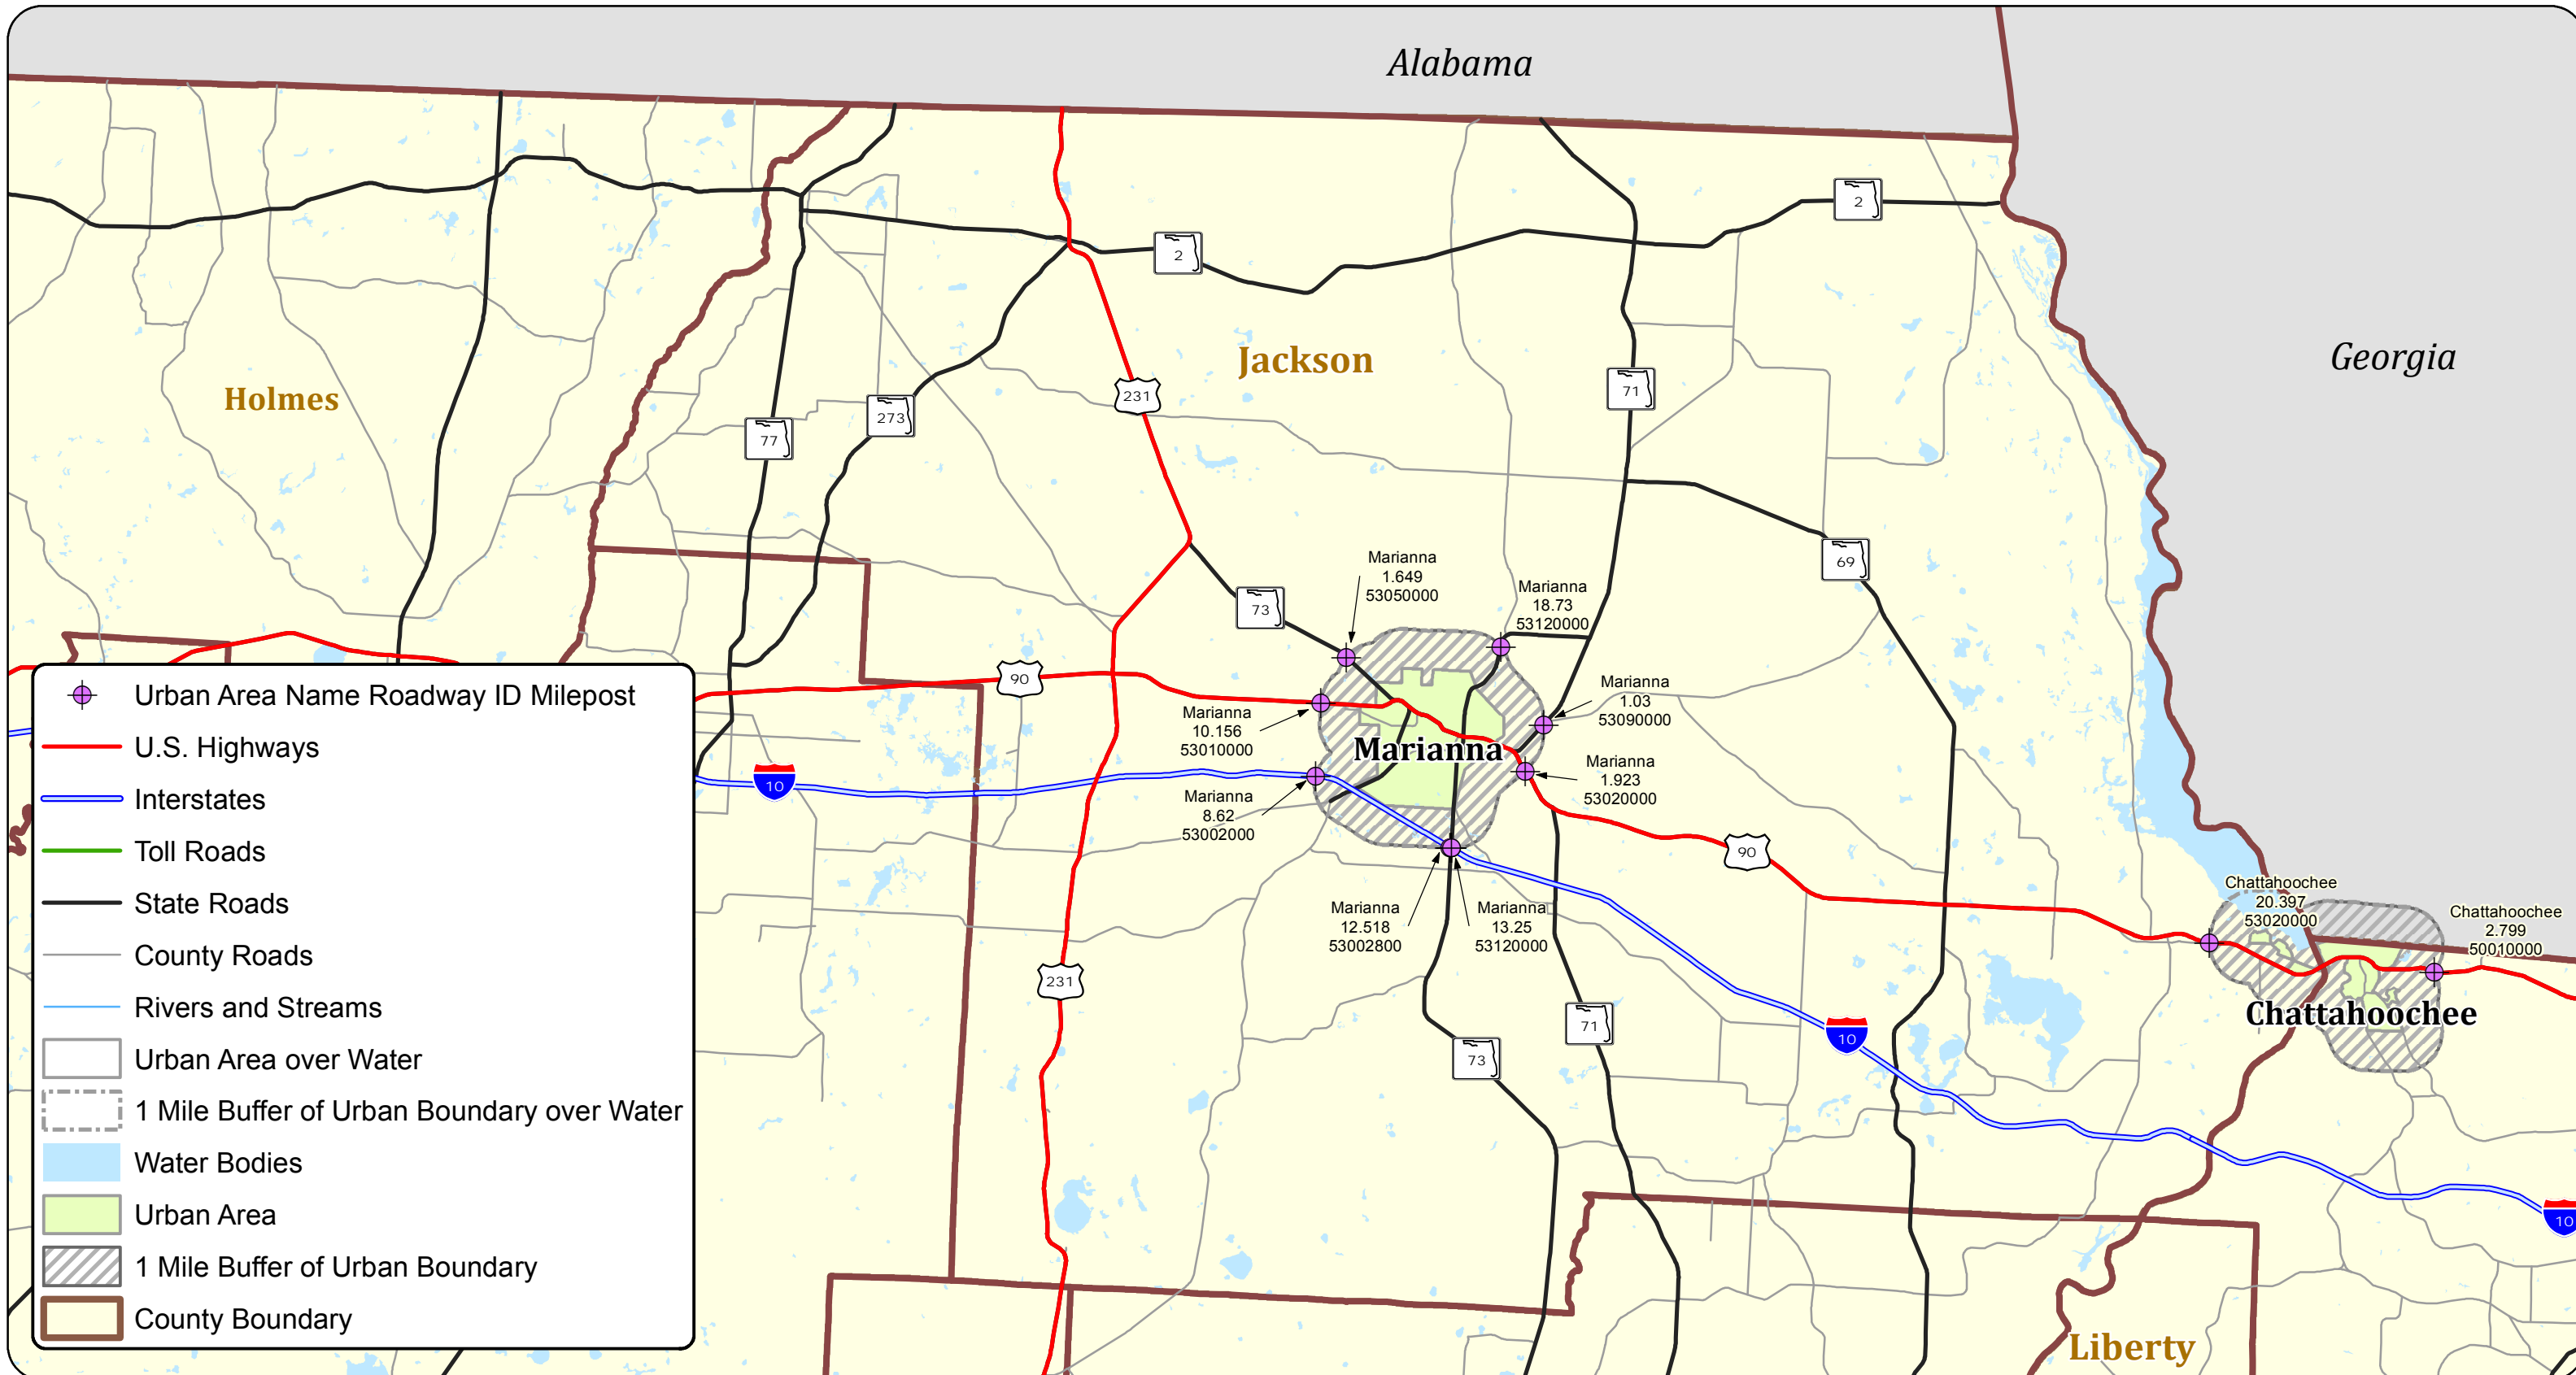 Alabama
Georgia
Holmes
Jackson
2
2
231
71
77
273
69
73
Marianna
1.649
53050000
Marianna
18.73
53120000
90
Marianna
10.156
53010000
Marianna
1.03
53090000
Marianna
Marianna
1.923
53020000
10
Marianna
8.62
53002000
90
Marianna
12.518
53002800
Marianna
13.25
53120000
Chattahoochee
20.397
53020000
Chattahoochee
2.799
50010000
Chattahoochee
231
71
73
10
10
Liberty
Urban Area Name Roadway ID Milepost
U.S. Highways
Interstates
Toll Roads
State Roads
County Roads
Rivers and Streams
Urban Area over Water
1 Mile Buffer of Urban Boundary over Water
Water Bodies
Urban Area
1 Mile Buffer of Urban Boundary
County Boundary